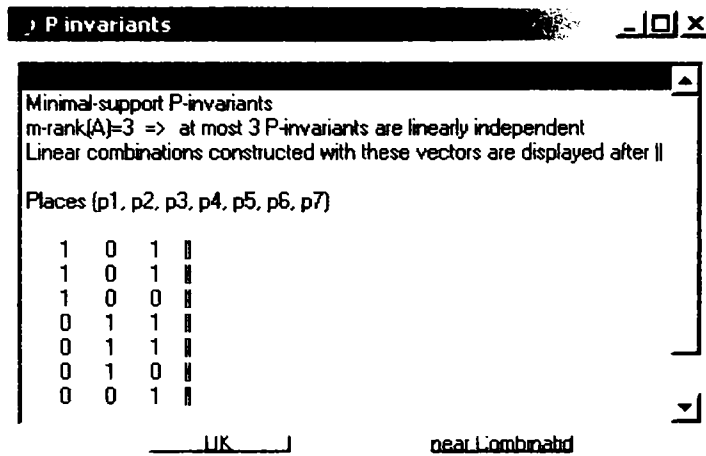 P invariants
Minimal-support P-invariants
m-rank(A)=3 => at most 3 P-invariants are linearly independent
Linear combinations constructed with these vectors are displayed after ||
Places (p1, p2, p3, p4, p5, p6, p7)
1 0 1 ||
1 0 1 ||
1 0 0 ||
0 1 1 ||
0 1 1 ||
0 1 0 ||
0 0 1 ||